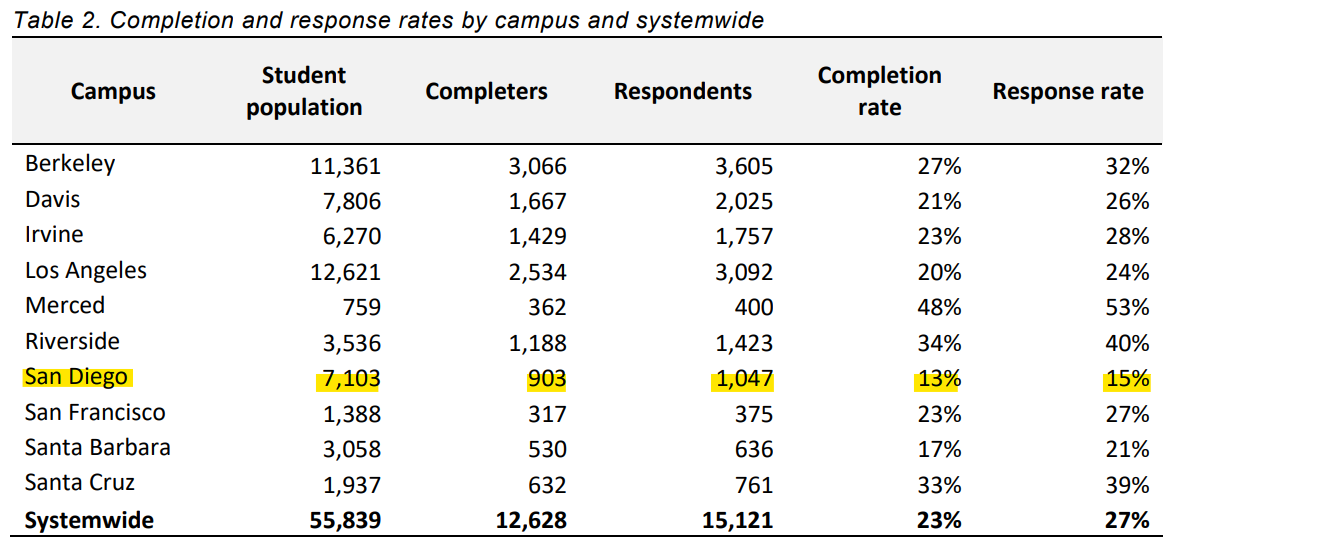 Table 2. Completion and response rates by campus and systemwide
Campus Student population Completers Respondents Completion rate Response rate
Berkeley 11,361 3,066 3,605 27% 32%
Davis 7,806 1,667 2,025 21% 26%
Irvine 6,270 1,429 1,757 23% 28%
Los Angeles 12,621 2,534 3,092 20% 24%
Merced 759 362 400 48% 53%
Riverside 3,536 1,188 1,423 34% 40%
San Diego 7,103 903 1,047 13% 15%
San Francisco 1,388 317 375 23% 27%
Santa Barbara 3,058 530 636 17% 21%
Santa Cruz 1,937 632 761 33% 39%
Systemwide 55,839 12,628 15,121 23% 27%